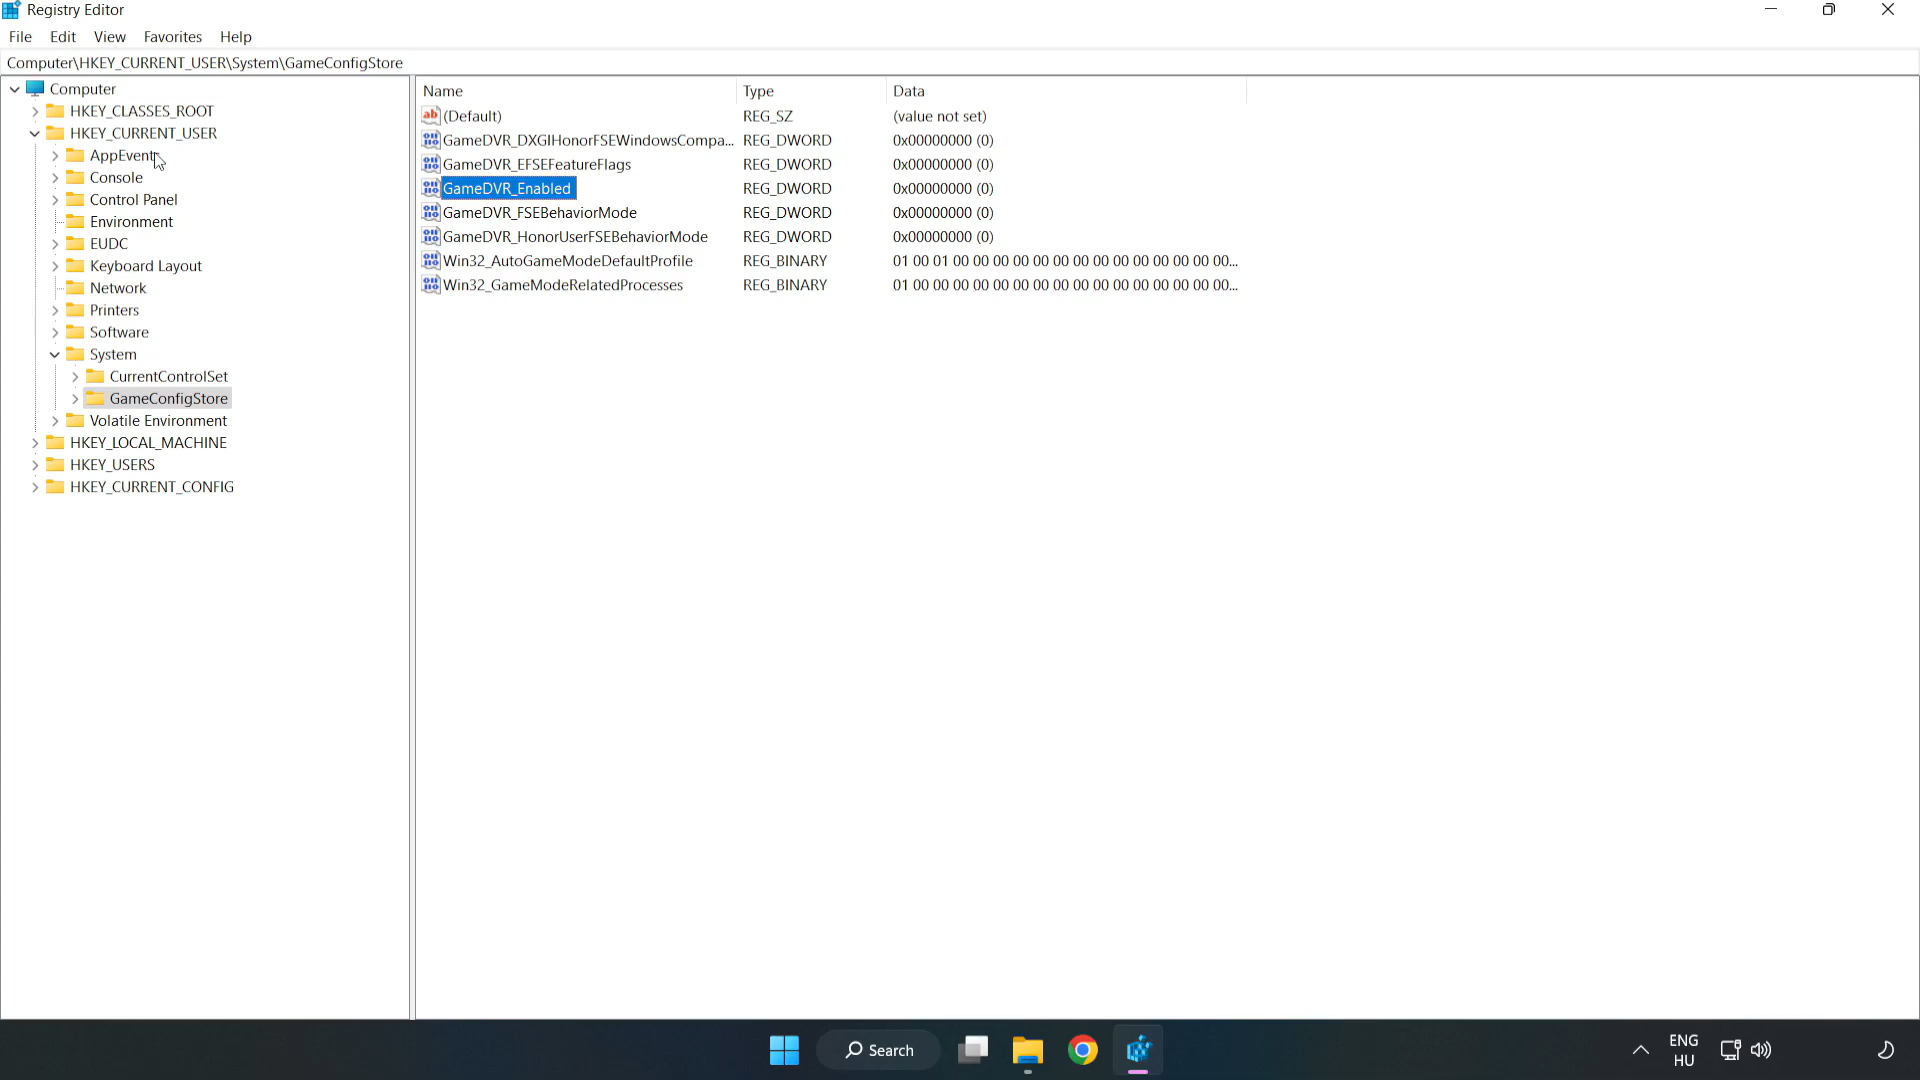 Registry Editor
File Edit View Favorites Help
Computer\HKEY_CURRENT_USER\System\GameConfigStore
Computer
HKEY_CLASSES_ROOT
HKEY_CURRENT_USER
AppEvents
Console
Control Panel
Environment
EUDC
Keyboard Layout
Network
Printers
Software
System
CurrentControlSet
GameConfigStore
Volatile Environment
HKEY_LOCAL_MACHINE
HKEY_USERS
HKEY_CURRENT_CONFIG
Name Type Data
(Default) REG_SZ (value not set)
GameDVR_DXGIHonorFSEWindowsCompa... REG_DWORD 0x00000000 (0)
GameDVR_EFSEFeatureFlags REG_DWORD 0x00000000 (0)
GameDVR_Enabled REG_DWORD 0x00000000 (0)
GameDVR_FSEBehaviorMode REG_DWORD 0x00000000 (0)
GameDVR_HonorUserFSEBehaviorMode REG_DWORD 0x00000000 (0)
Win32_AutoGameModeDefaultProfile REG_BINARY 01 00 01 00 00 00 00 00 00 00 00 00 00 00 00 00 00...
Win32_GameModeRelatedProcesses REG_BINARY 01 00 00 00 00 00 00 00 00 00 00 00 00 00 00 00 00...
Search
ENG
HU